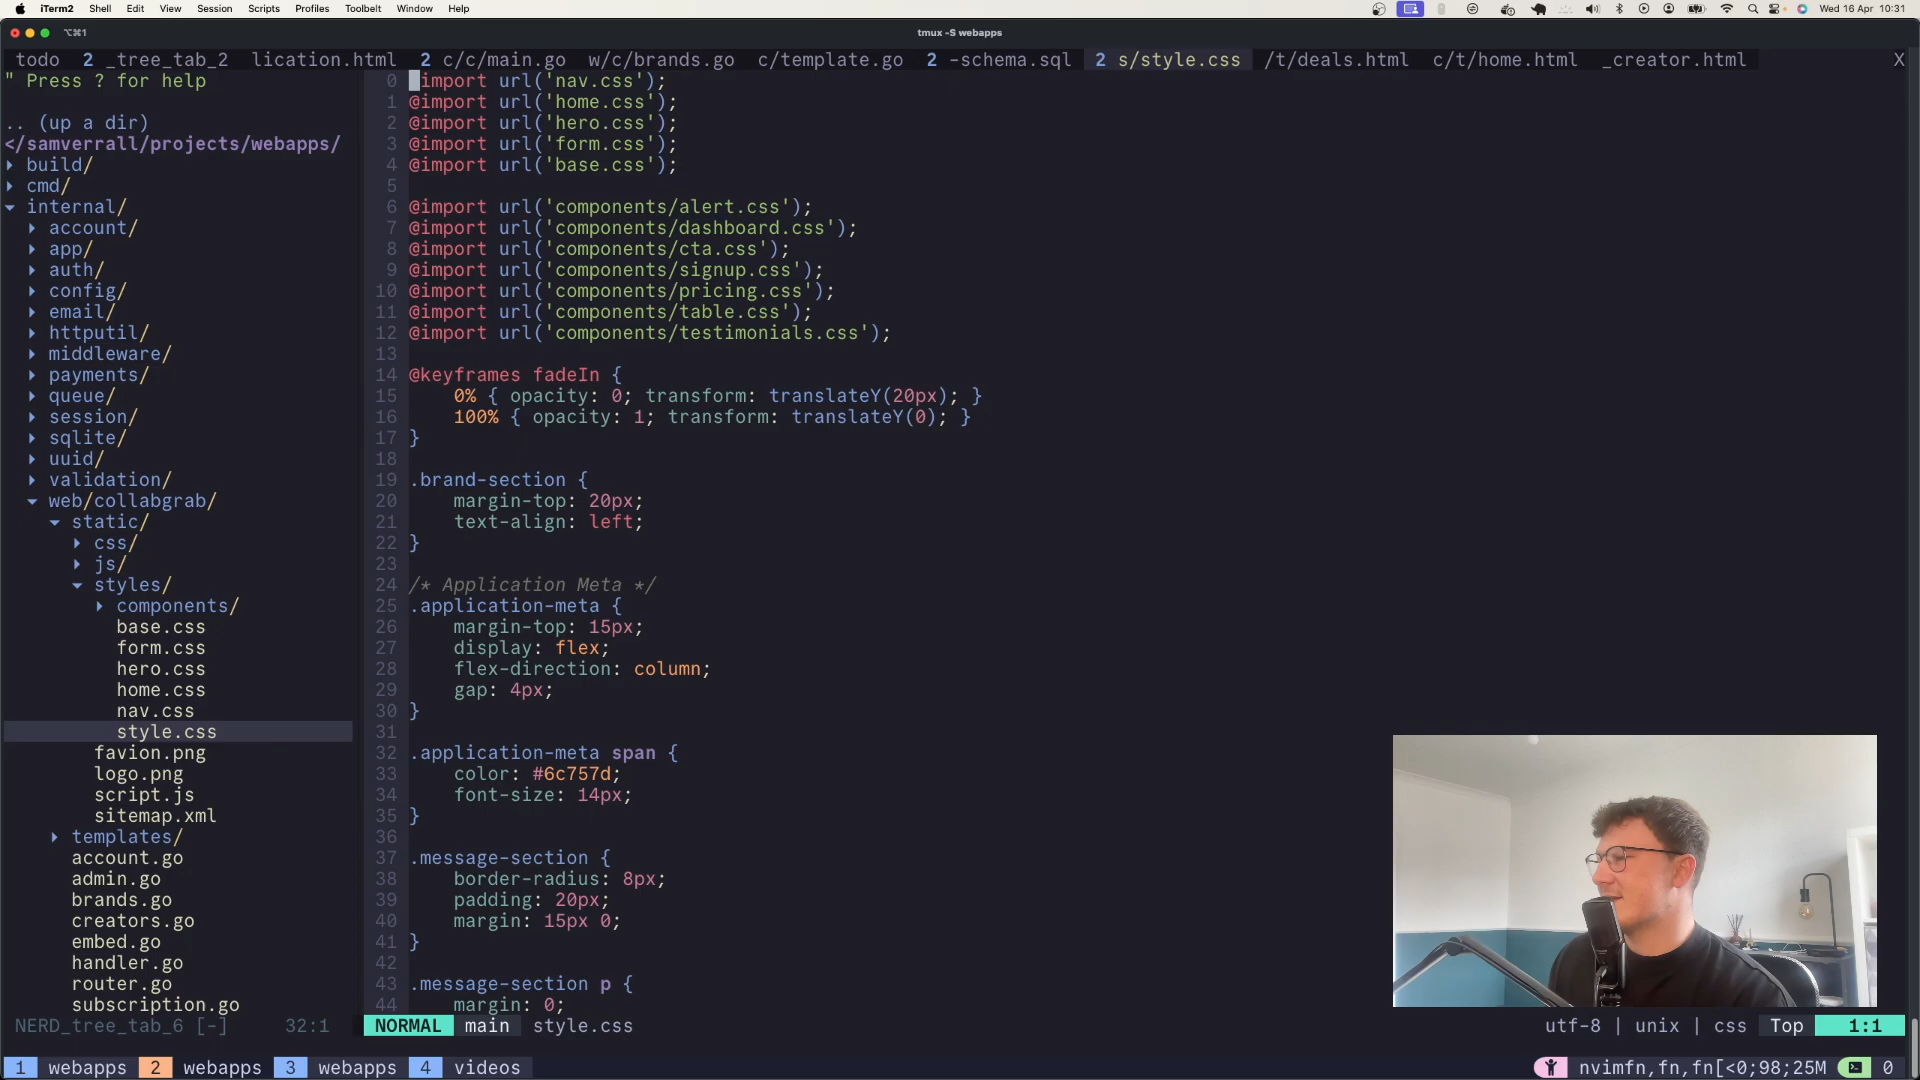 iTerm2 Shell Edit View Session Scripts Profiles Toolbelt Window Help Wed 16 Apr 10:31
⌥⌘1 tmux -S webapps
todo 2 _tree_tab_2 lication.html 2 c/c/main.go w/c/brands.go c/template.go 2 -schema.sql 2 s/style.css /t/deals.html c/t/home.html _creator.html X
" Press ? for help
.. (up a dir)
</samverrall/projects/webapps/
▸ build/
▸ cmd/
▾ internal/
▸ account/
▸ app/
▸ auth/
▸ config/
▸ email/
▸ httputil/
▸ middleware/
▸ payments/
▸ queue/
▸ session/
▸ sqlite/
▸ uuid/
▸ validation/
▾ web/collabgrab/
▾ static/
▸ css/
▸ js/
▾ styles/
▸ components/
base.css
form.css
hero.css
home.css
nav.css
style.css
favion.png
logo.png
script.js
sitemap.xml
▸ templates/
account.go
admin.go
brands.go
creators.go
embed.go
handler.go
router.go
subscription.go
0 import url('nav.css');
1 @import url('home.css');
2 @import url('hero.css');
3 @import url('form.css');
4 @import url('base.css');
5
6 @import url('components/alert.css');
7 @import url('components/dashboard.css');
8 @import url('components/cta.css');
9 @import url('components/signup.css');
10 @import url('components/pricing.css');
11 @import url('components/table.css');
12 @import url('components/testimonials.css');
13
14 @keyframes fadeIn {
15 0% { opacity: 0; transform: translateY(20px); }
16 100% { opacity: 1; transform: translateY(0); }
17 }
18
19 .brand-section {
20 margin-top: 20px;
21 text-align: left;
22 }
23
24 /* Application Meta */
25 .application-meta {
26 margin-top: 15px;
27 display: flex;
28 flex-direction: column;
29 gap: 4px;
30 }
31
32 .application-meta span {
33 color: #6c757d;
34 font-size: 14px;
35 }
36
37 .message-section {
38 border-radius: 8px;
39 padding: 20px;
40 margin: 15px 0;
41 }
42
43 .message-section p {
44 margin: 0;
NERD_tree_tab_6 [-] 32:1 NORMAL main style.css utf-8 | unix | css Top 1:1
1 webapps 2 webapps 3 webapps 4 videos nvimfn,fn,fn[<0;98;25M 0